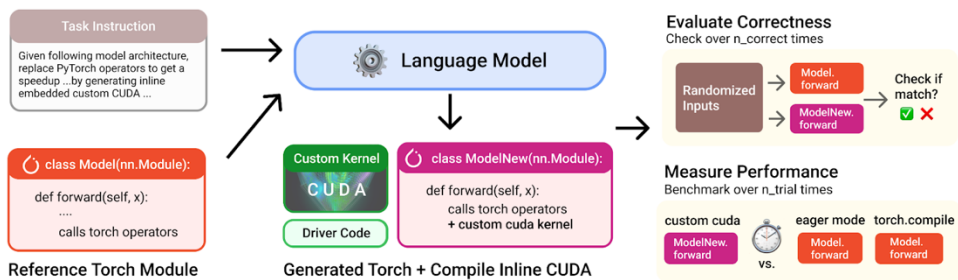 Task Instruction
Given following model architecture,
replace PyTorch operators to get a
speedup ...by generating inline
embedded custom CUDA ...
class Model(nn.Module):
def forward(self, x):
....
calls torch operators
Reference Torch Module
Language Model
Custom Kernel
CUDA
Driver Code
class ModelNew(nn.Module):
def forward(self, x):
calls torch operators
+ custom cuda kernel
Generated Torch + Compile Inline CUDA
Evaluate Correctness
Check over n_correct times
Randomized
Inputs
Model.
forward
ModelNew.
forward
Check if
match?
Measure Performance
Benchmark over n_trial times
custom cuda
ModelNew.
forward
vs.
eager mode
Model.
forward
torch.compile
Model.
forward